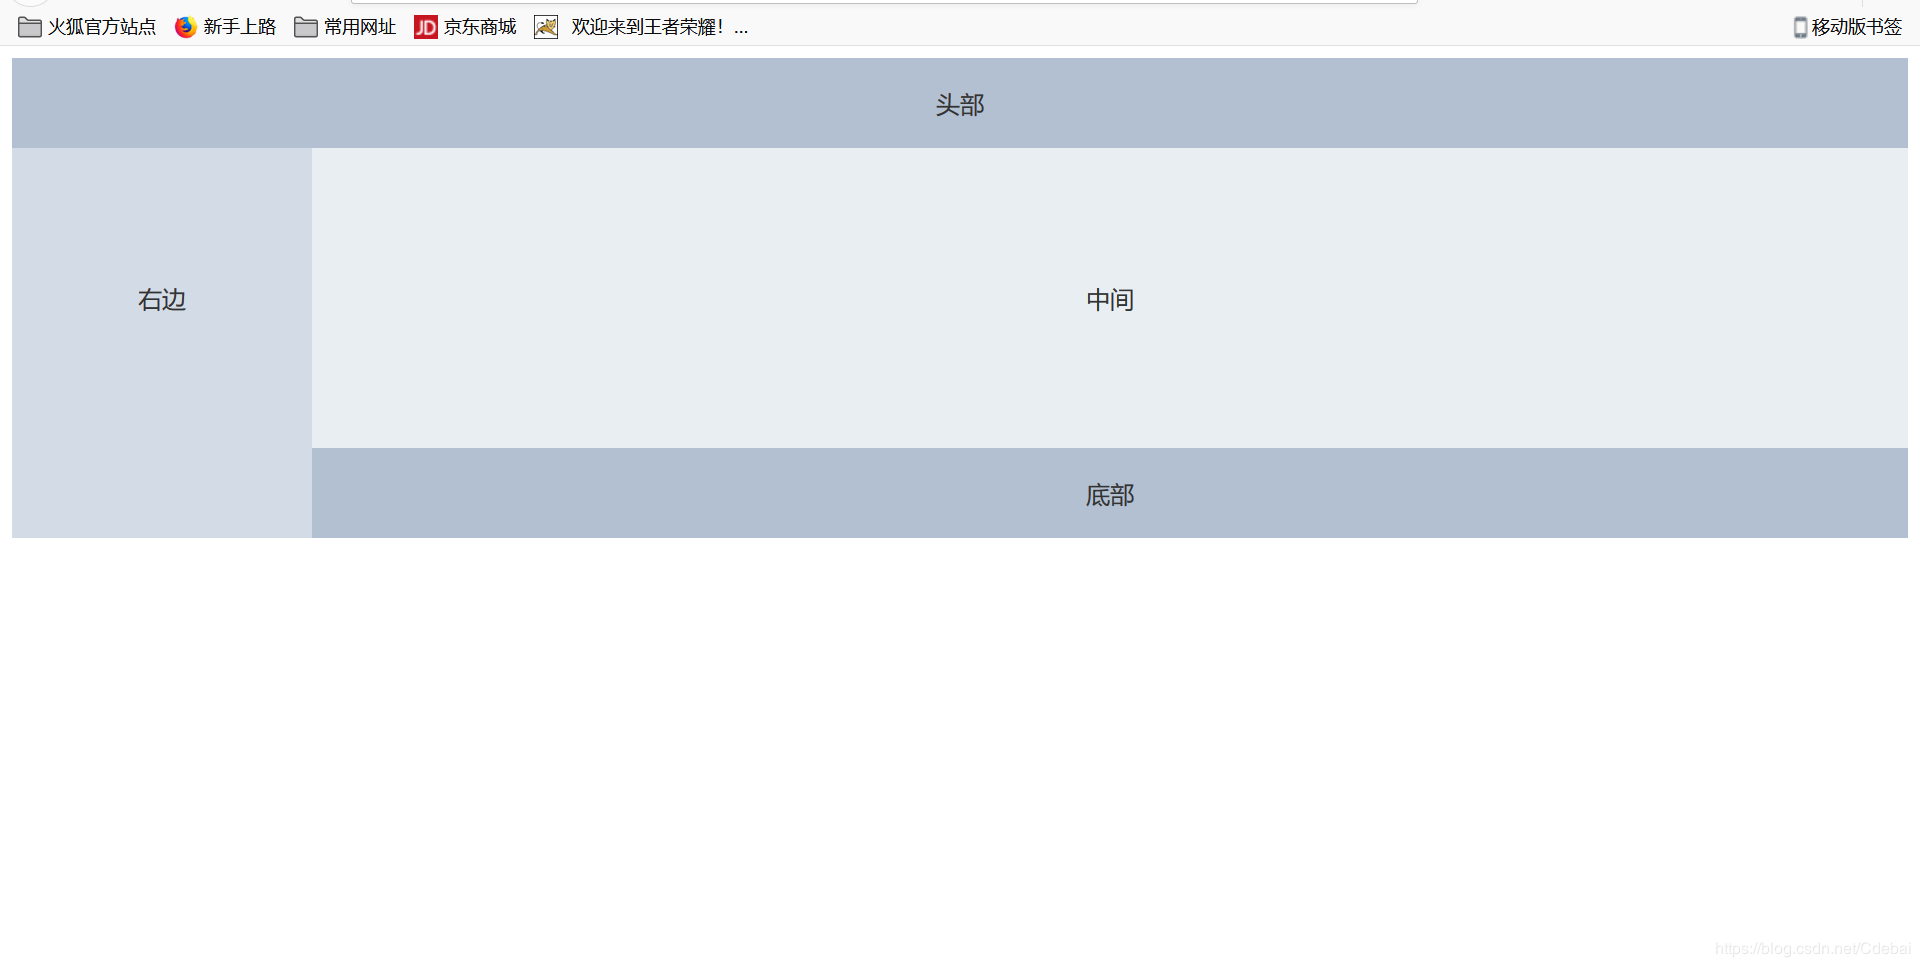 火狐官方站点 新手上路 常用网址 JD 京东商城 欢迎来到王者荣耀！... 移动版书签
头部
右边 中间
底部
https://blog.csdn.net/Cdebai